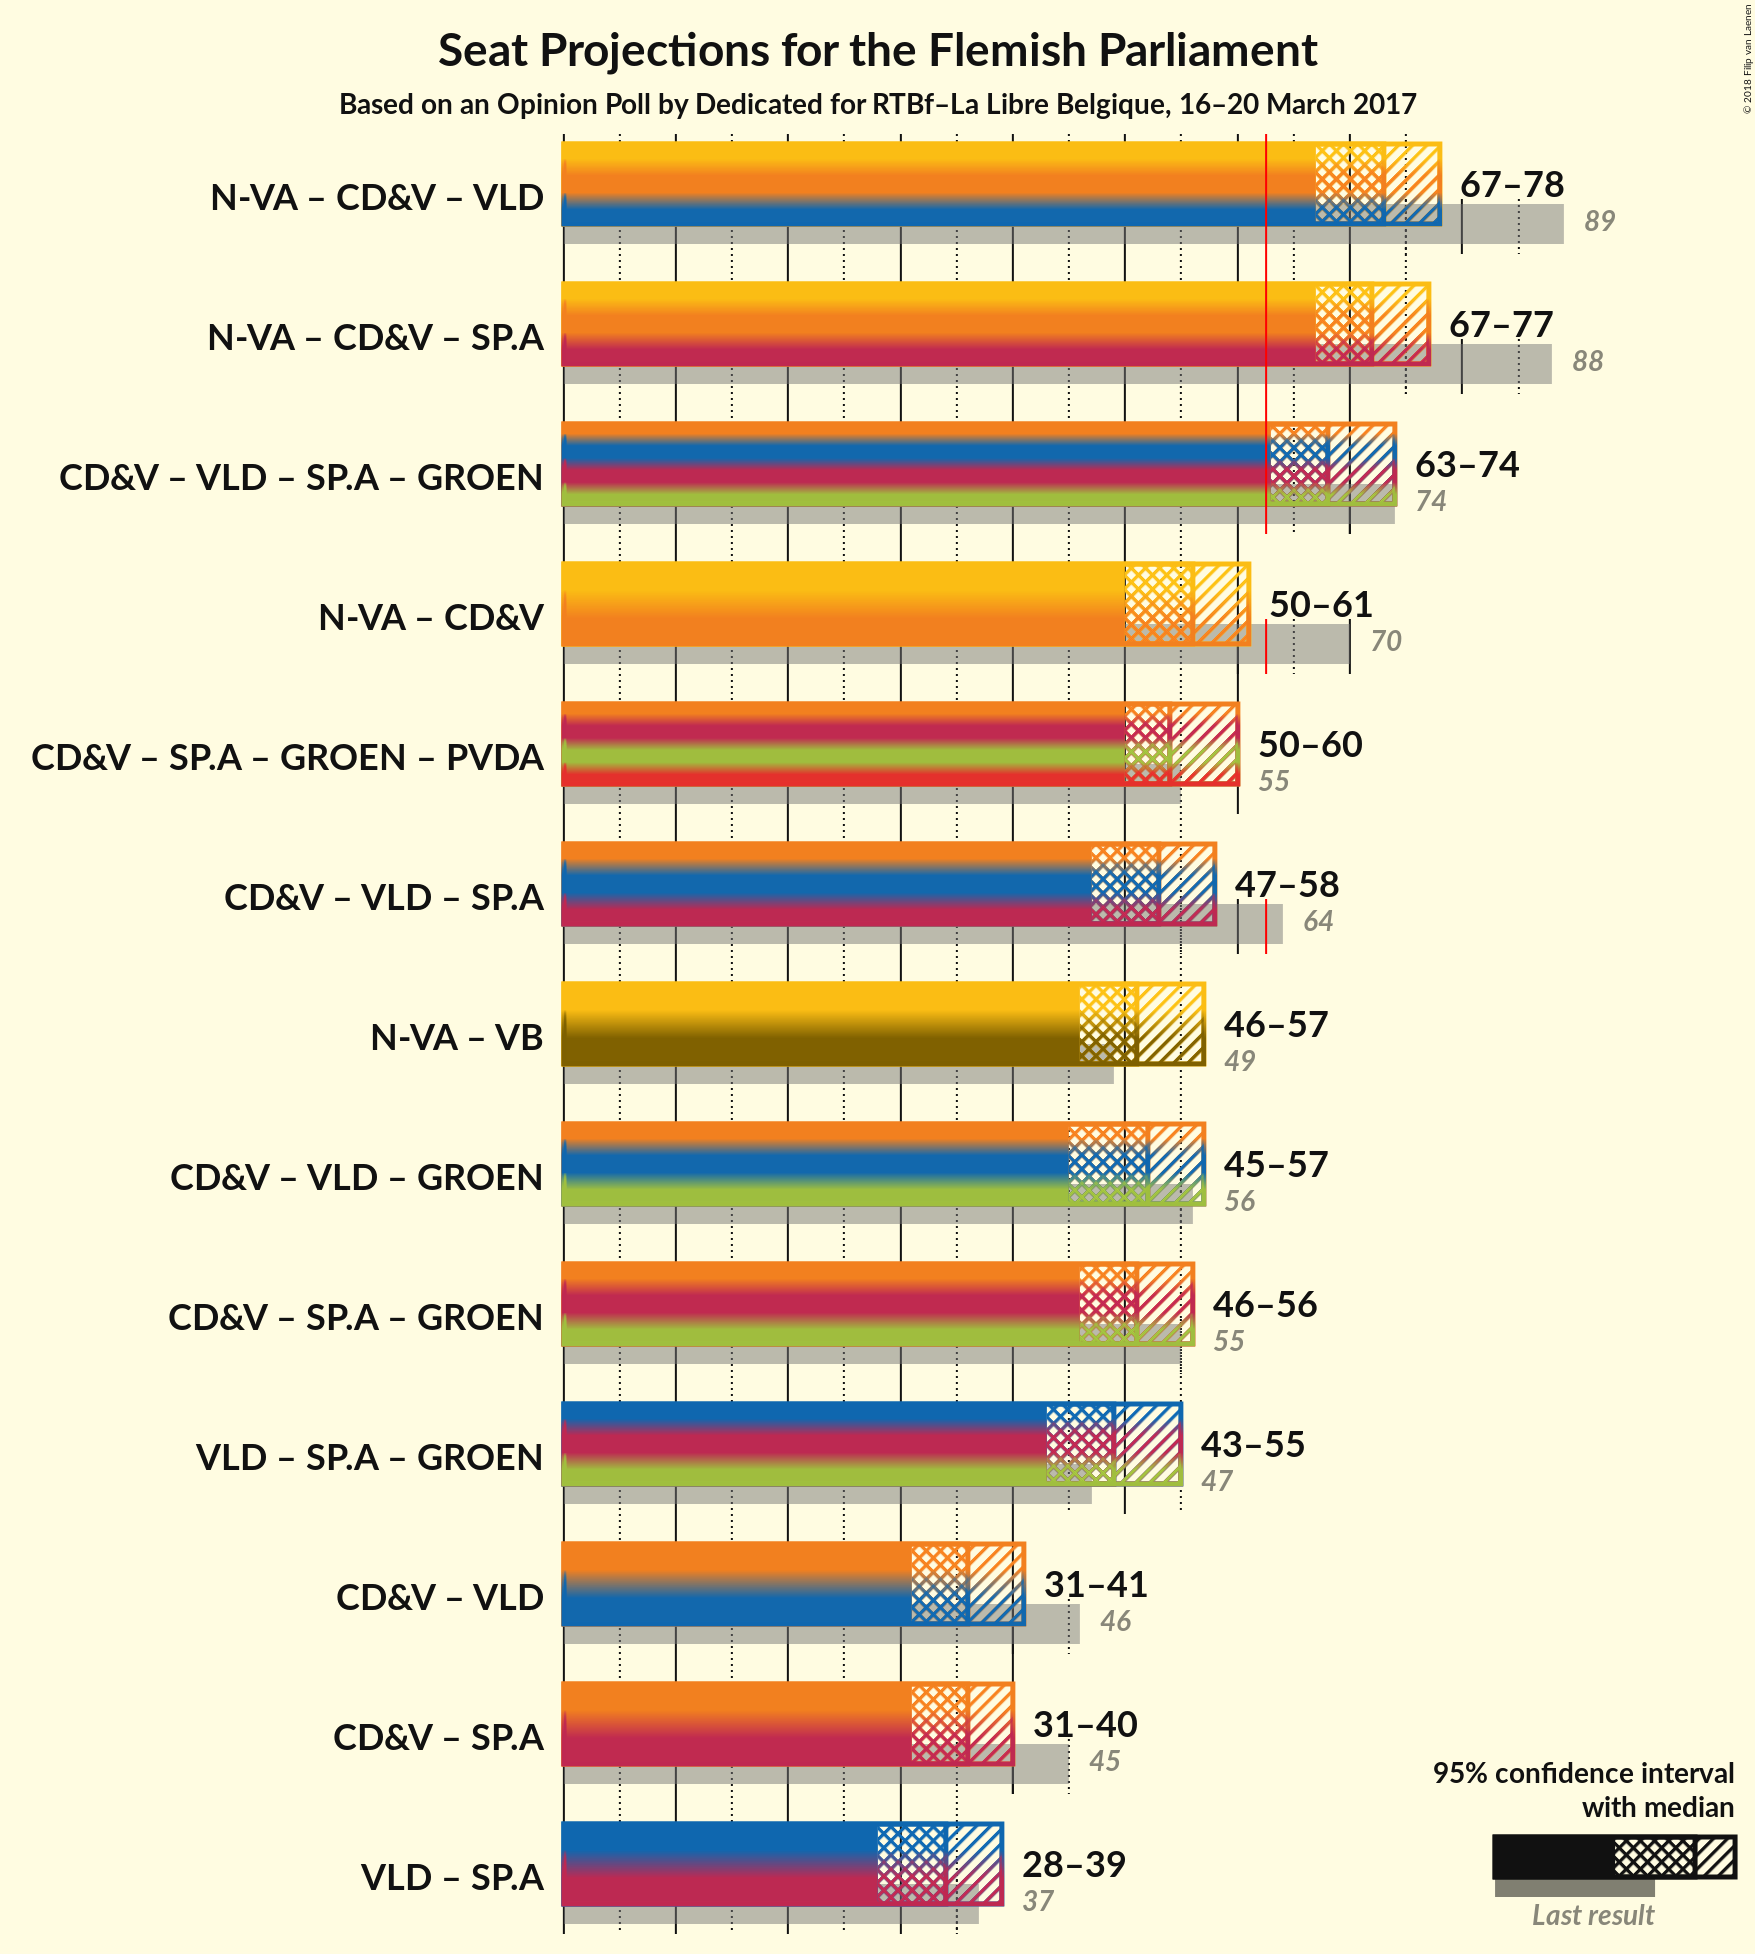 © 2018 Filip van Laenen
Seat Projections for the Flemish Parliament
Based on an Opinion Poll by Dedicated for RTBf–La Libre Belgique, 16–20 March 2017
N-VA – CD&V – VLD
67–78
89
N-VA – CD&V – SP.A
67–77
88
CD&V – VLD – SP.A – GROEN
63–74
74
N-VA – CD&V
50–61
70
CD&V – SP.A – GROEN – PVDA
50–60
55
CD&V – VLD – SP.A
47–58
64
N-VA – VB
46–57
49
CD&V – VLD – GROEN
45–57
56
CD&V – SP.A – GROEN
46–56
55
VLD – SP.A – GROEN
43–55
47
CD&V – VLD
31–41
46
CD&V – SP.A
31–40
45
VLD – SP.A
28–39
37
95% confidence interval
with median
Last result